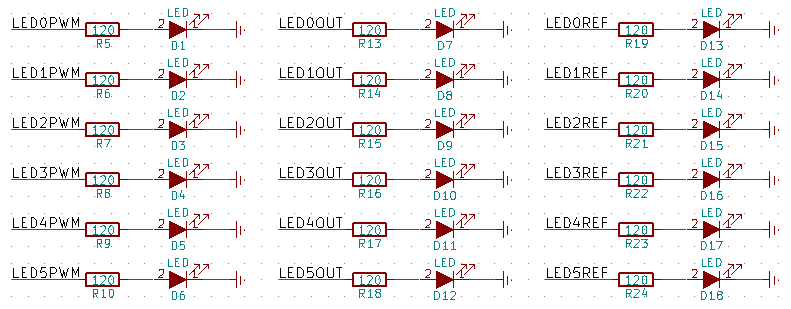 LED LED LED
LED0PWM 120 2 1 LED0OUT 120 2 1 LED0REF 120 2 1
R5 D1 R13 D7 R19 D13
LED LED LED
LED1PWM 120 2 1 LED1OUT 120 2 1 LED1REF 120 2 1
R6 D2 R14 D8 R20 D14
LED LED LED
LED2PWM 120 2 1 LED2OUT 120 2 1 LED2REF 120 2 1
R7 D3 R15 D9 R21 D15
LED LED LED
LED3PWM 120 2 1 LED3OUT 120 2 1 LED3REF 120 2 1
R8 D4 R16 D10 R22 D16
LED LED LED
LED4PWM 120 2 1 LED4OUT 120 2 1 LED4REF 120 2 1
R9 D5 R17 D11 R23 D17
LED LED LED
LED5PWM 120 2 1 LED5OUT 120 2 1 LED5REF 120 2 1
R10 D6 R18 D12 R24 D18